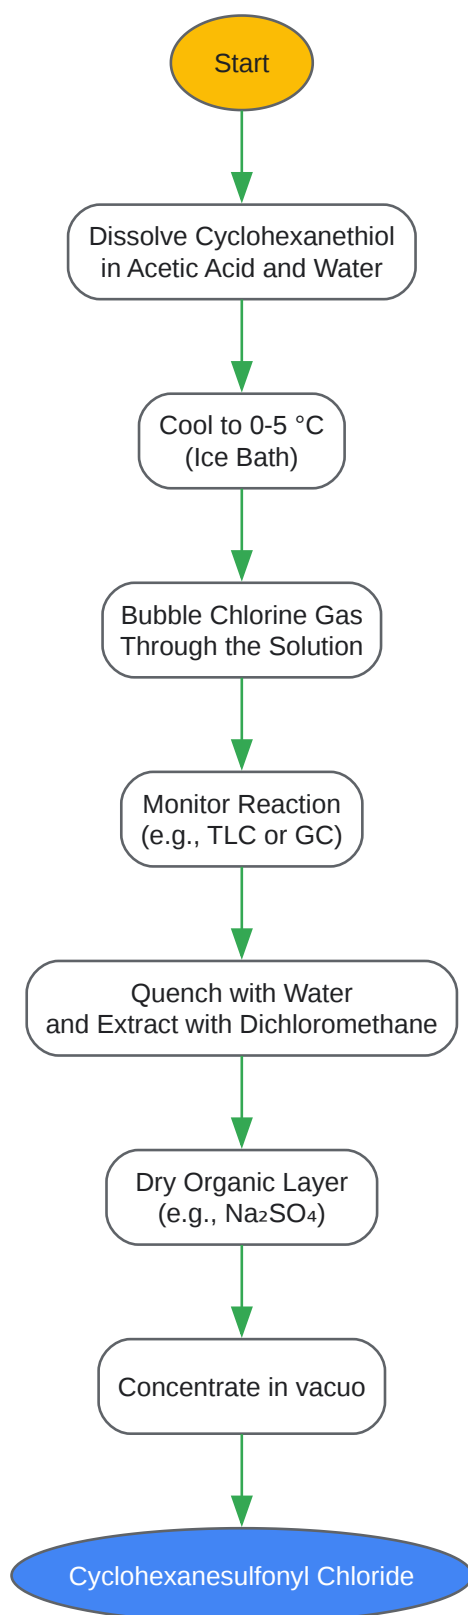 Start
Dissolve Cyclohexanethiol
in Acetic Acid and Water
Cool to 0-5 °C
(Ice Bath)
Bubble Chlorine Gas
Through the Solution
Monitor Reaction
(e.g., TLC or GC)
Quench with Water
and Extract with Dichloromethane
Dry Organic Layer
(e.g., Na₂SO₄)
Concentrate in vacuo
Cyclohexanesulfonyl Chloride